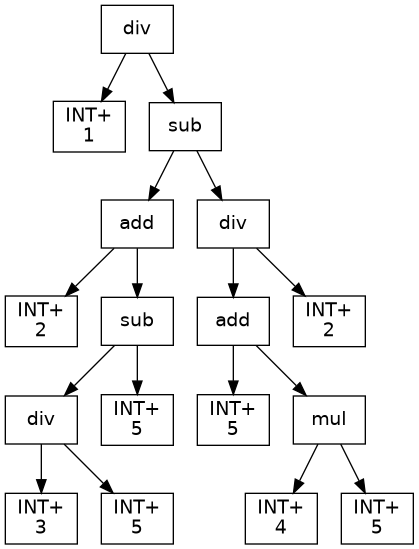 div
INT+
1
sub
add
div
INT+
2
sub
add
INT+
2
div
INT+
5
INT+
5
mul
INT+
3
INT+
5
INT+
4
INT+
5